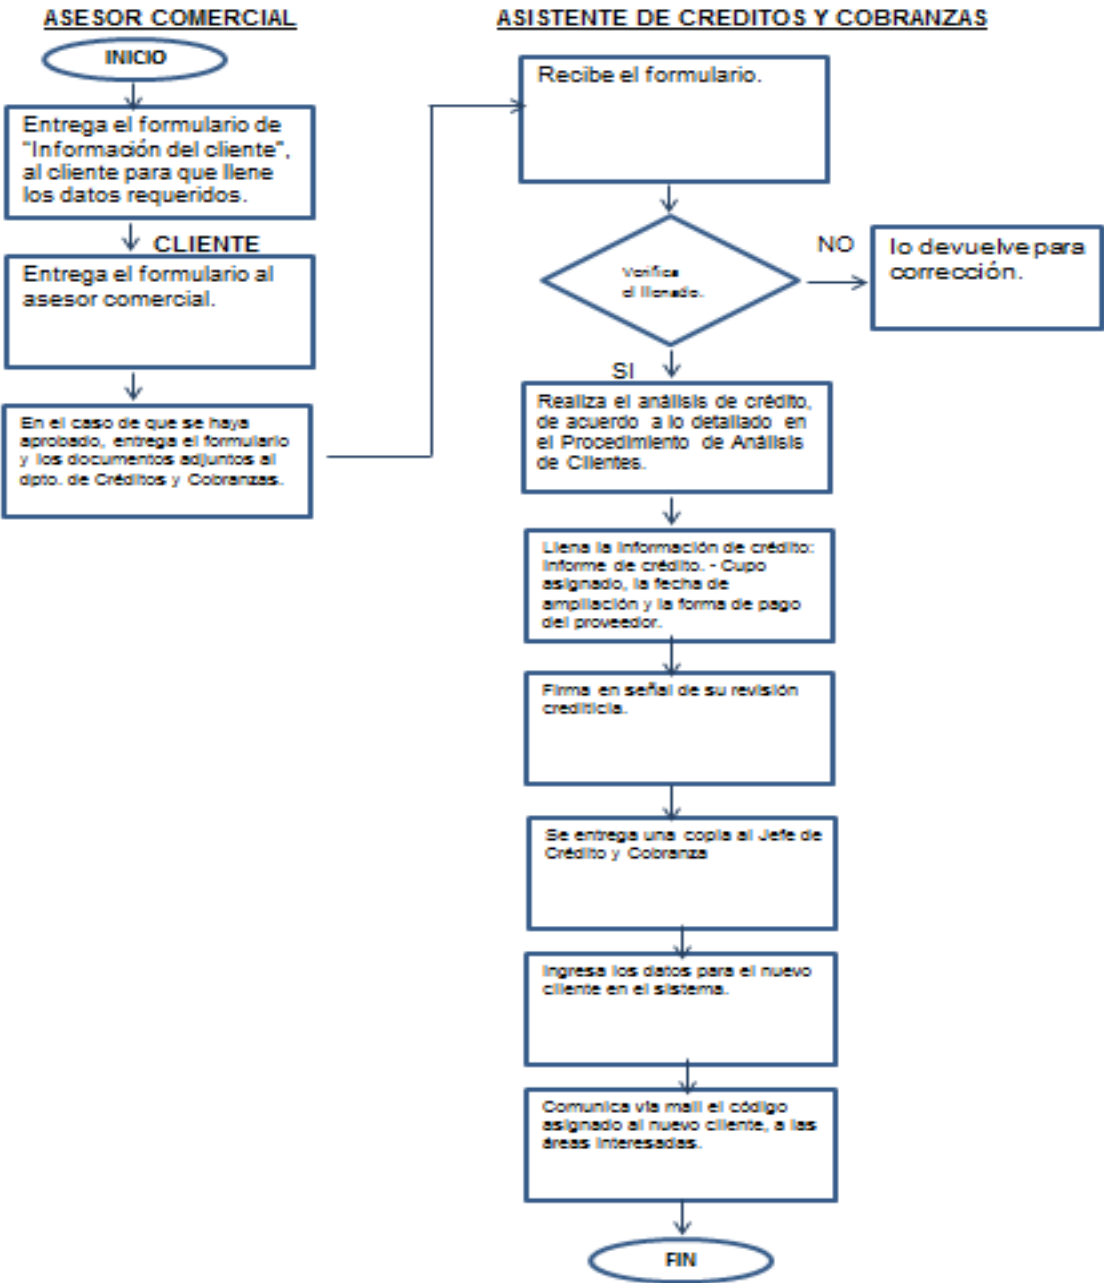 ASESOR COMERCIAL
INICIO
Entrega el formulario de
"Información del cliente",
al cliente para que llene
los datos requeridos.
CLIENTE
Entrega el formulario al
asesor comercial.
En el caso de que se haya
aprobado, entrega el formulario
y los documentos adjuntos al
dpto. de Créditos y Cobranzas.
ASISTENTE DE CREDITOS Y COBRANZAS
Recibe el formulario.
Verifica
el llenado.
NO
lo devuelve para
corrección.
SI
Realiza el análisis de crédito,
de acuerdo a lo detallado en
el Procedimiento de Análisis
de Clientes.
Llena la información de crédito:
Informe de crédito. - Cupo
asignado, la fecha de
ampliación y la forma de pago
del proveedor.
Firma en señal de su revisión
crediticia.
Se entrega una copia al Jefe de
Crédito y Cobranza
Ingresa los datos para el nuevo
cliente en el sistema.
Comunica vía mail el código
asignado al nuevo cliente, a las
áreas interesadas.
FIN